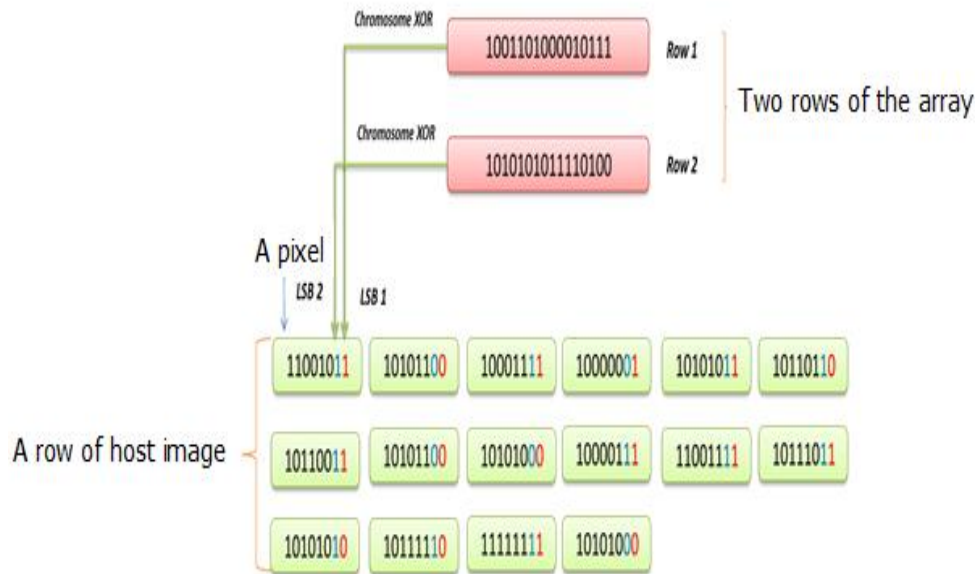 Chromosome XOR
1001101000010111
Row 1
Two rows of the array
Chromosome XOR
1010101011110100
Row 2
A pixel
LSB 2
LSB 1
11001011 10101100 10001111 10000001 10101011 10110110
A row of host image
10110011 10101100 10101000 10000111 11001111 10111011
10101010 10111110 11111111 10101000